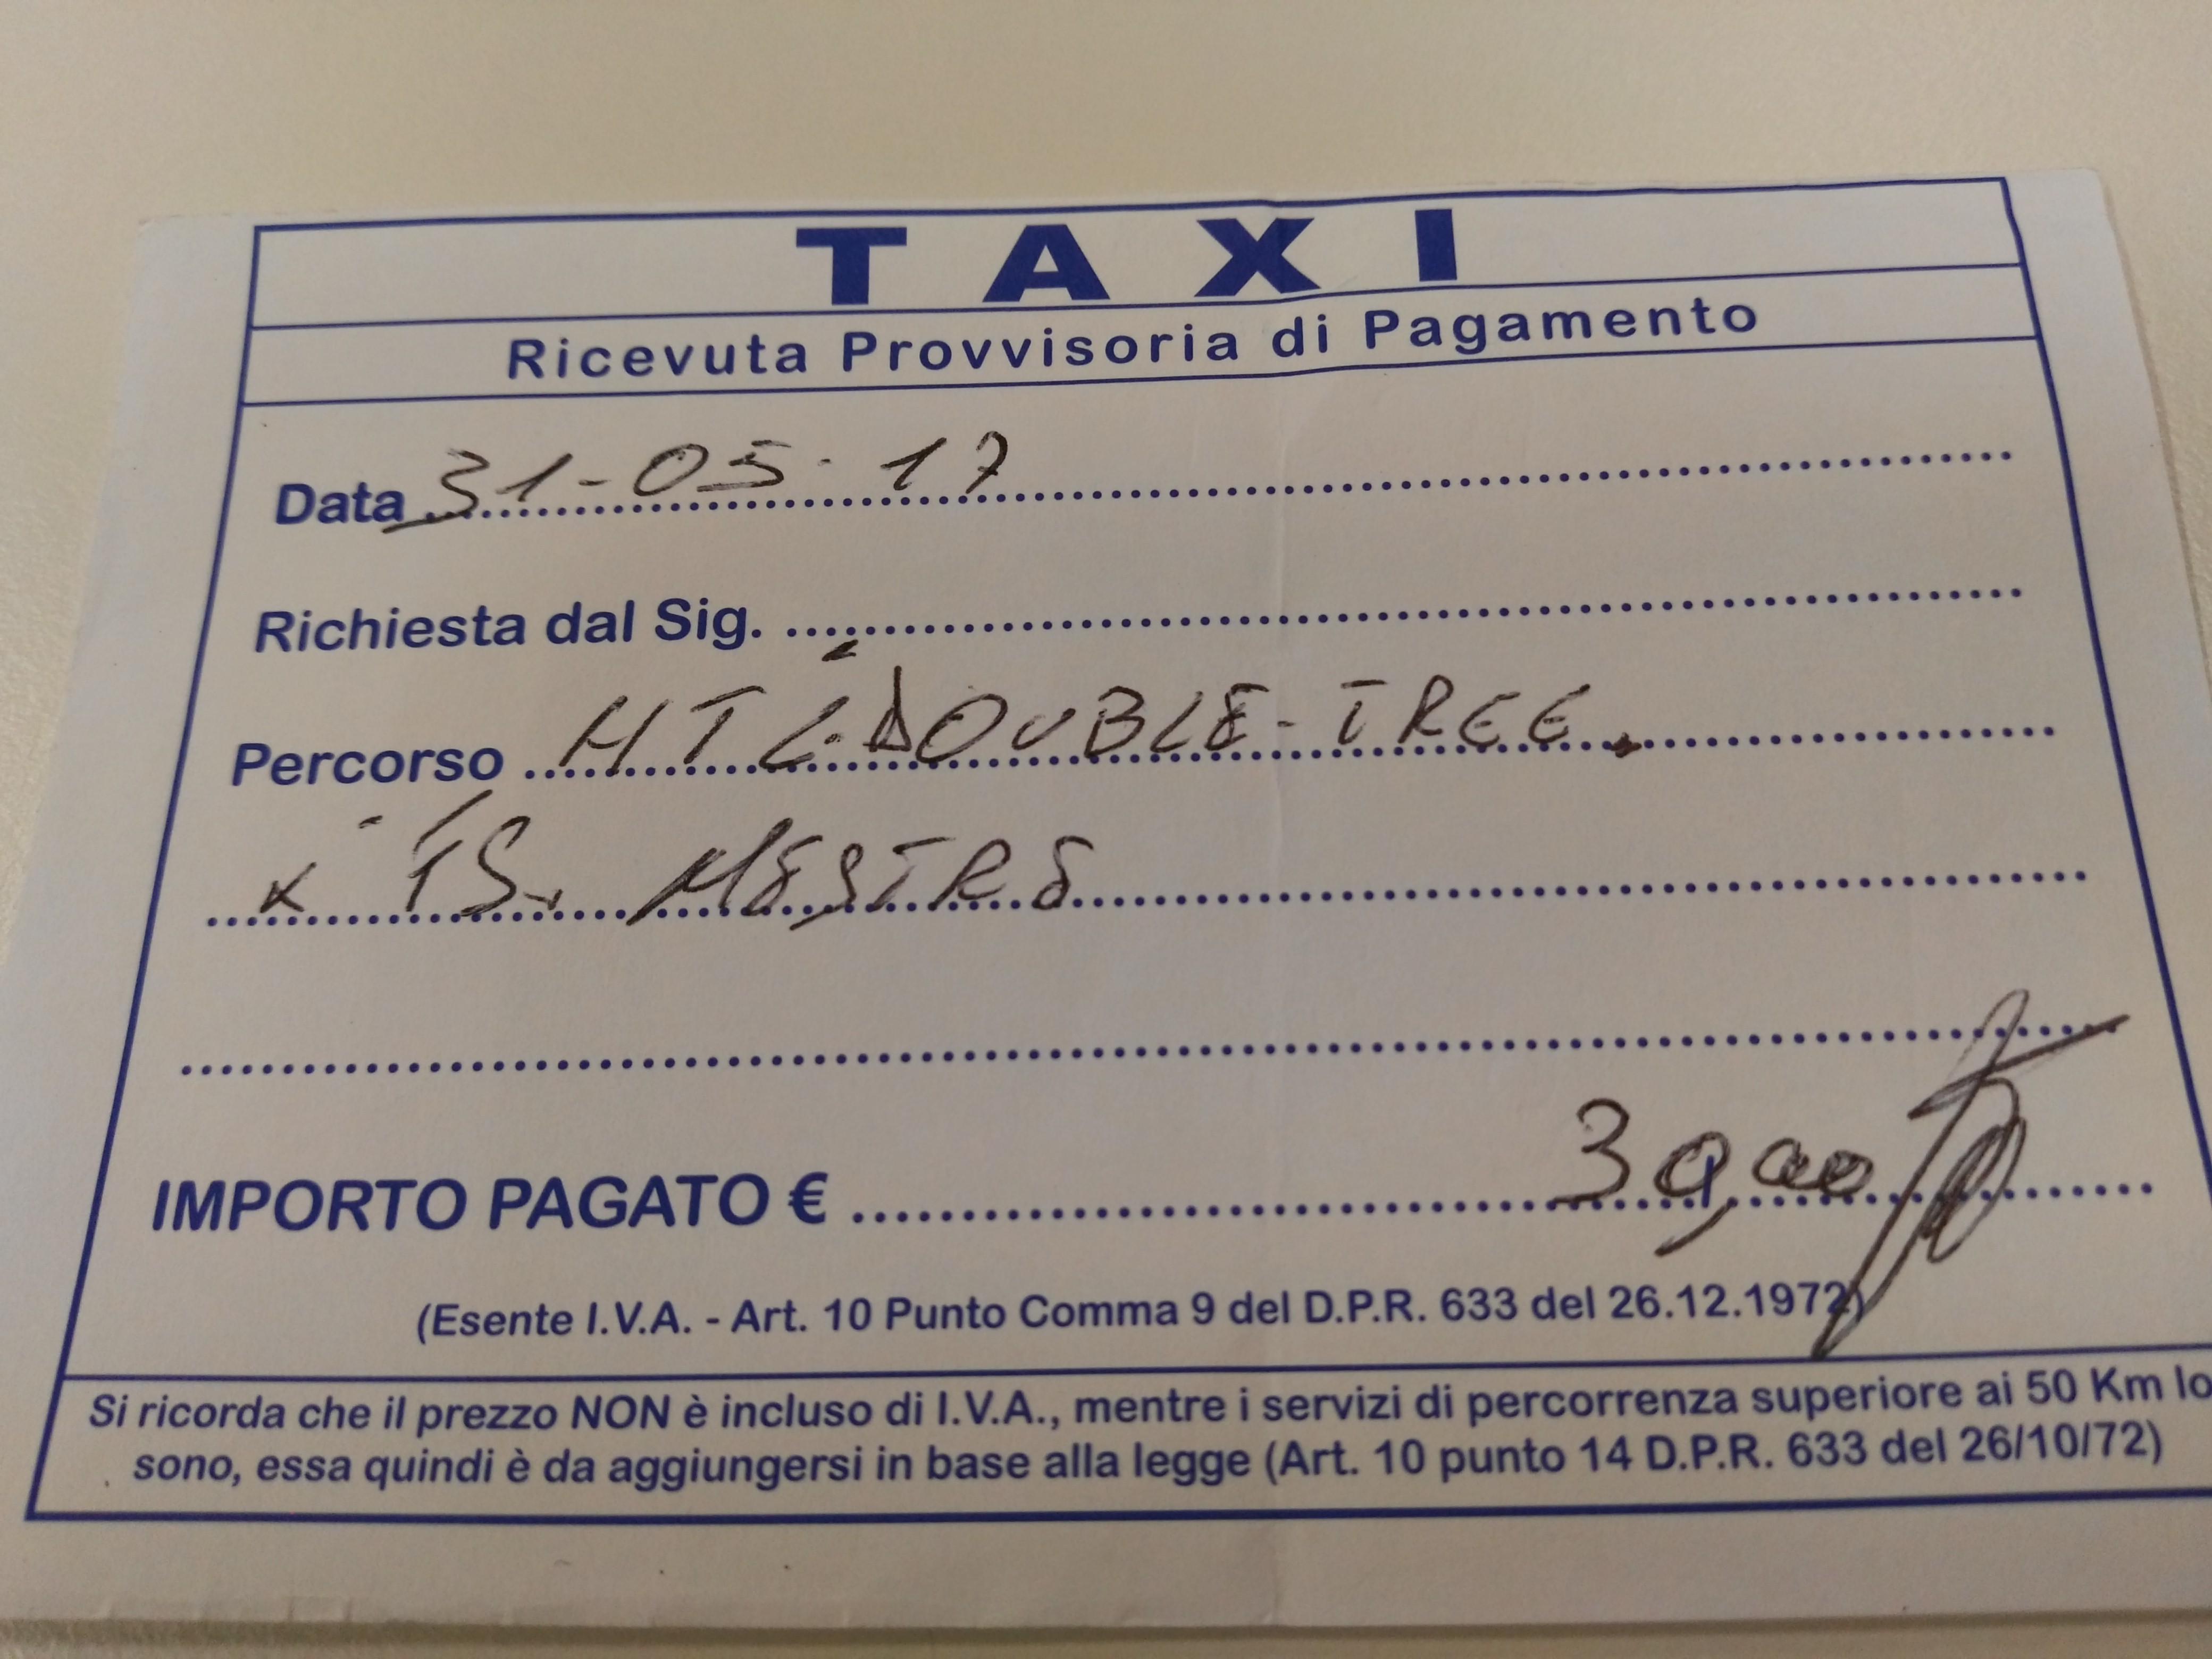 TAXI
Ricevuta Provvisoria di Pagamento
Data 31-05-17
Richiesta dal Sig. ........
Percorso HTL. DOUBLE-TREE.
MESTRE
IMPORTO PAGATO € ........ ,00
(Esente I.V.A. - Art. 10 Punto Comma 9 del D.P.R. 633 del 26.12.1972)
Si ricorda che il prezzo NON è incluso di I.V.A., mentre i servizi di percorrenza superiore ai 50 Km lo
sono, essa quindi è da aggiungersi in base alla legge (Art. 10 punto 14 D.P.R. 633 del 26/10/72)